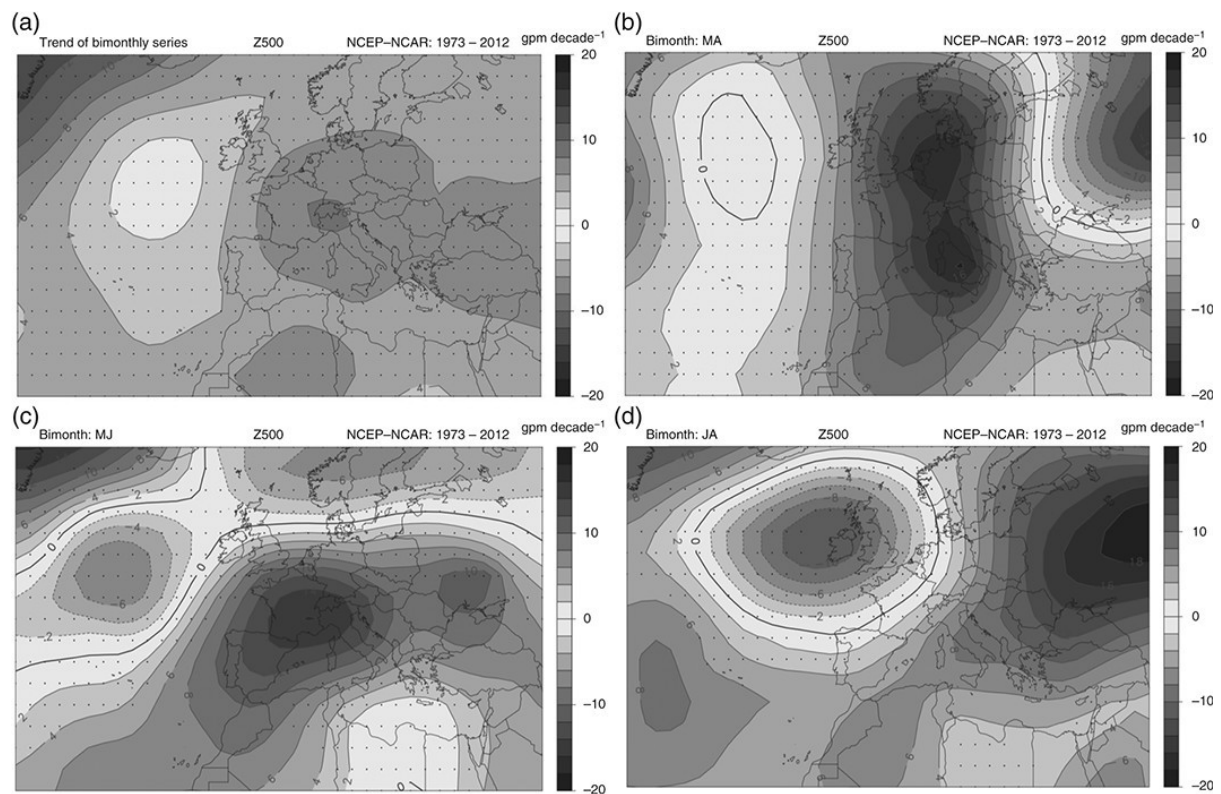 (a)
Trend of bimonthly series Z500 NCEP–NCAR: 1973 – 2012 gpm decade⁻¹
20
10
0
−10
−20
(b)
Bimonth: MA Z500 NCEP–NCAR: 1973 – 2012 gpm decade⁻¹
20
10
0
−10
−20
(c)
Bimonth: MJ Z500 NCEP–NCAR: 1973 – 2012 gpm decade⁻¹
20
10
0
−10
−20
(d)
Bimonth: JA Z500 NCEP–NCAR: 1973 – 2012 gpm decade⁻¹
20
10
0
−10
−20